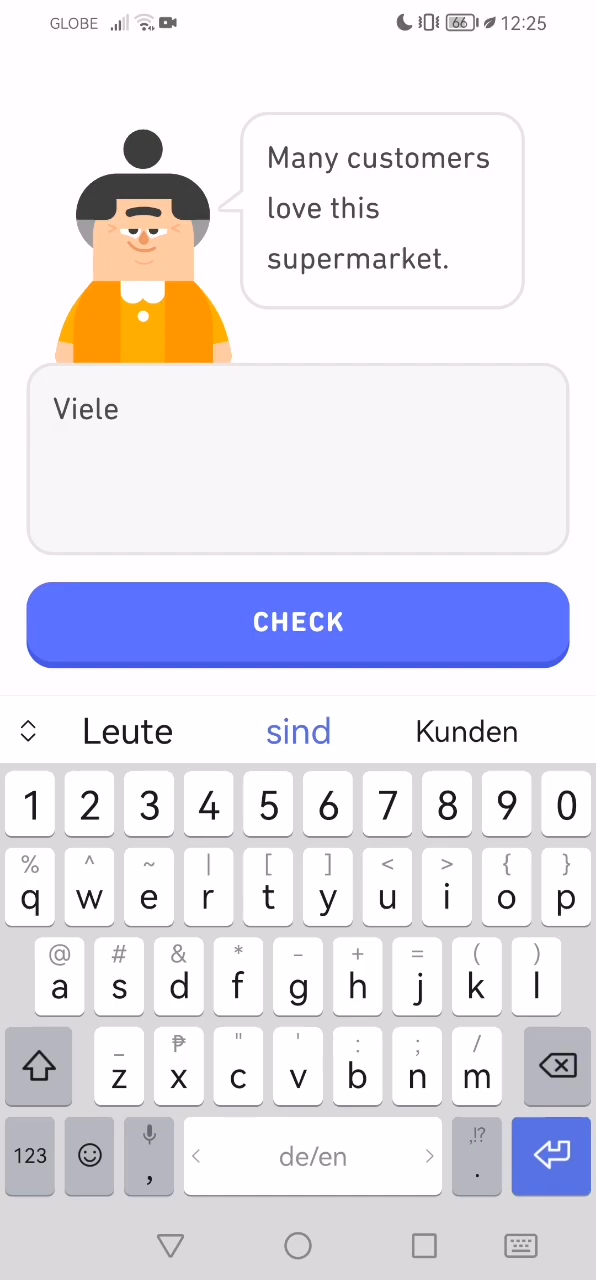 GLOBE 66 12:25
Many customers
love this
supermarket.
Viele
CHECK
Leute sind Kunden
1 2 3 4 5 6 7 8 9 0
% ^ ~ | [ ] < > { }
q w e r t y u i o p
@ # & * - + = ( )
a s d f g h j k l
_ ₱ " ' : ; /
z x c v b n m
,!?
123 , < de/en > .